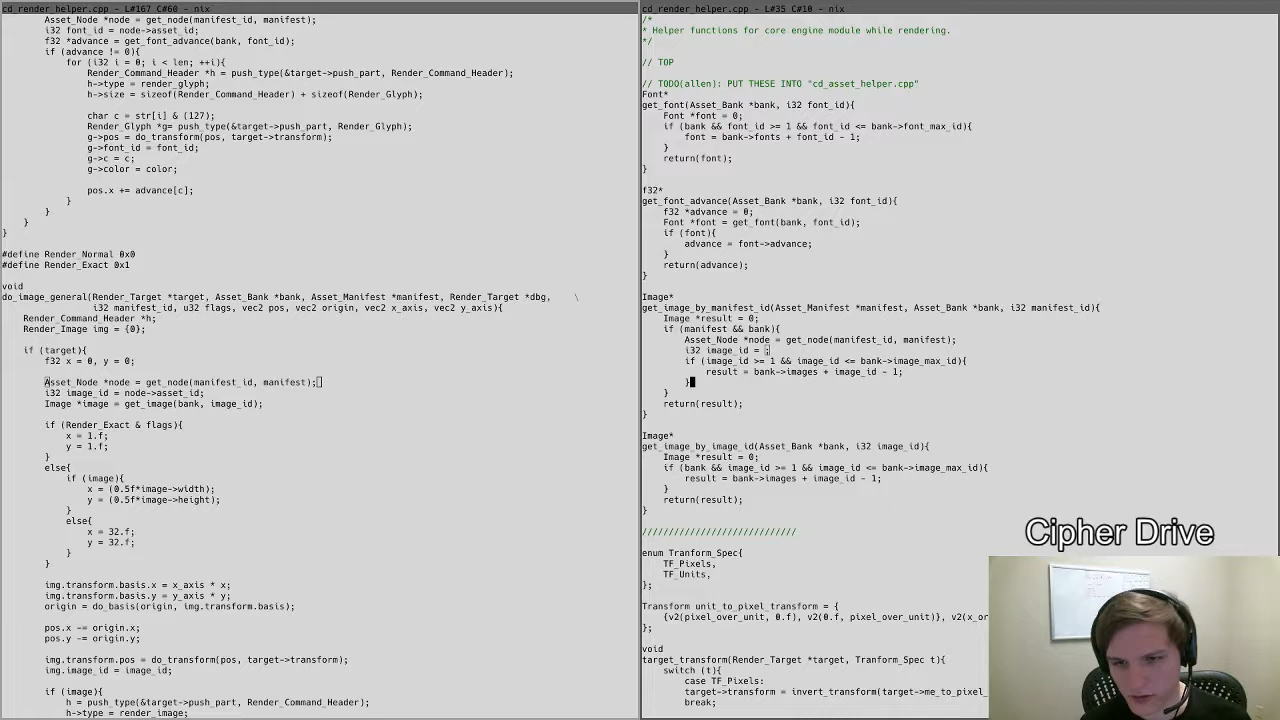 cd_render_helper.cpp - L#167 C#60 - nix
Asset_Node *node = get_node(manifest_id, manifest);
i32 font_id = node->asset_id;
f32 *advance = get_font_advance(bank, font_id);
if (advance != 0){
for (i32 i = 0; i < len; ++i){
Render_Command_Header *h = push_type(&target->push_part, Render_Command_Header);
h->type = render_glyph;
h->size = sizeof(Render_Command_Header) + sizeof(Render_Glyph);
char c = str[i] & (127);
Render_Glyph *g= push_type(&target->push_part, Render_Glyph);
g->pos = do_transform(pos, target->transform);
g->font_id = font_id;
g->c = c;
g->color = color;
pos.x += advance[c];
}
}
}
}
#define Render_Normal 0x0
#define Render_Exact 0x1
void
do_image_general(Render_Target *target, Asset_Bank *bank, Asset_Manifest *manifest, Render_Target *dbg, \
i32 manifest_id, u32 flags, vec2 pos, vec2 origin, vec2 x_axis, vec2 y_axis){
Render_Command_Header *h;
Render_Image img = {0};
if (target){
f32 x = 0, y = 0;
Asset_Node *node = get_node(manifest_id, manifest);
i32 image_id = node->asset_id;
Image *image = get_image(bank, image_id);
if (Render_Exact & flags){
x = 1.f;
y = 1.f;
}
else{
if (image){
x = (0.5f*image->width);
y = (0.5f*image->height);
}
else{
x = 32.f;
y = 32.f;
}
}
img.transform.basis.x = x_axis * x;
img.transform.basis.y = y_axis * y;
origin = do_basis(origin, img.transform.basis);
pos.x -= origin.x;
pos.y -= origin.y;
img.transform.pos = do_transform(pos, target->transform);
img.image_id = image_id;
if (image){
h = push_type(&target->push_part, Render_Command_Header);
h->type = render_image;
cd_render_helper.cpp - L#35 C#10 - nix
/*
* Helper functions for core engine module while rendering.
*/
// TOP
// TODO(allen): PUT THESE INTO "cd_asset_helper.cpp"
Font*
get_font(Asset_Bank *bank, i32 font_id){
Font *font = 0;
if (bank && font_id >= 1 && font_id <= bank->font_max_id){
font = bank->fonts + font_id - 1;
}
return(font);
}
f32*
get_font_advance(Asset_Bank *bank, i32 font_id){
f32 *advance = 0;
Font *font = get_font(bank, font_id);
if (font){
advance = font->advance;
}
return(advance);
}
Image*
get_image_by_manifest_id(Asset_Manifest *manifest, Asset_Bank *bank, i32 manifest_id){
Image *result = 0;
if (manifest && bank){
Asset_Node *node = get_node(manifest_id, manifest);
i32 image_id = ;
if (image_id >= 1 && image_id <= bank->image_max_id){
result = bank->images + image_id - 1;
}
}
return(result);
}
Image*
get_image_by_image_id(Asset_Bank *bank, i32 image_id){
Image *result = 0;
if (bank && image_id >= 1 && image_id <= bank->image_max_id){
result = bank->images + image_id - 1;
}
return(result);
}
/////////////////////////////
enum Tranform_Spec{
TF_Pixels,
TF_Units,
};
Transform unit_to_pixel_transform = {
{v2(pixel_over_unit, 0.f), v2(0.f, pixel_over_unit)}, v2(x_or
};
void
target_transform(Render_Target *target, Tranform_Spec t){
switch (t){
case TF_Pixels:
target->transform = invert_transform(target->me_to_pixel_
break;
Cipher Drive